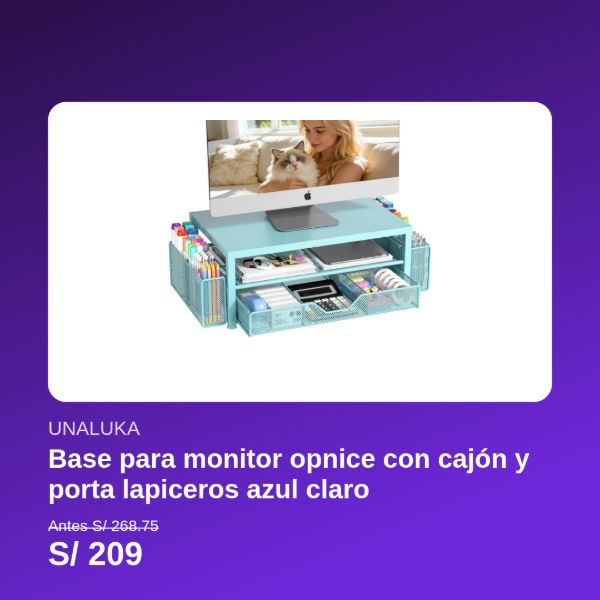 UNALUKA
Base para monitor opnice con cajón y
porta lapiceros azul claro
Antes S/ 268.75
S/ 209